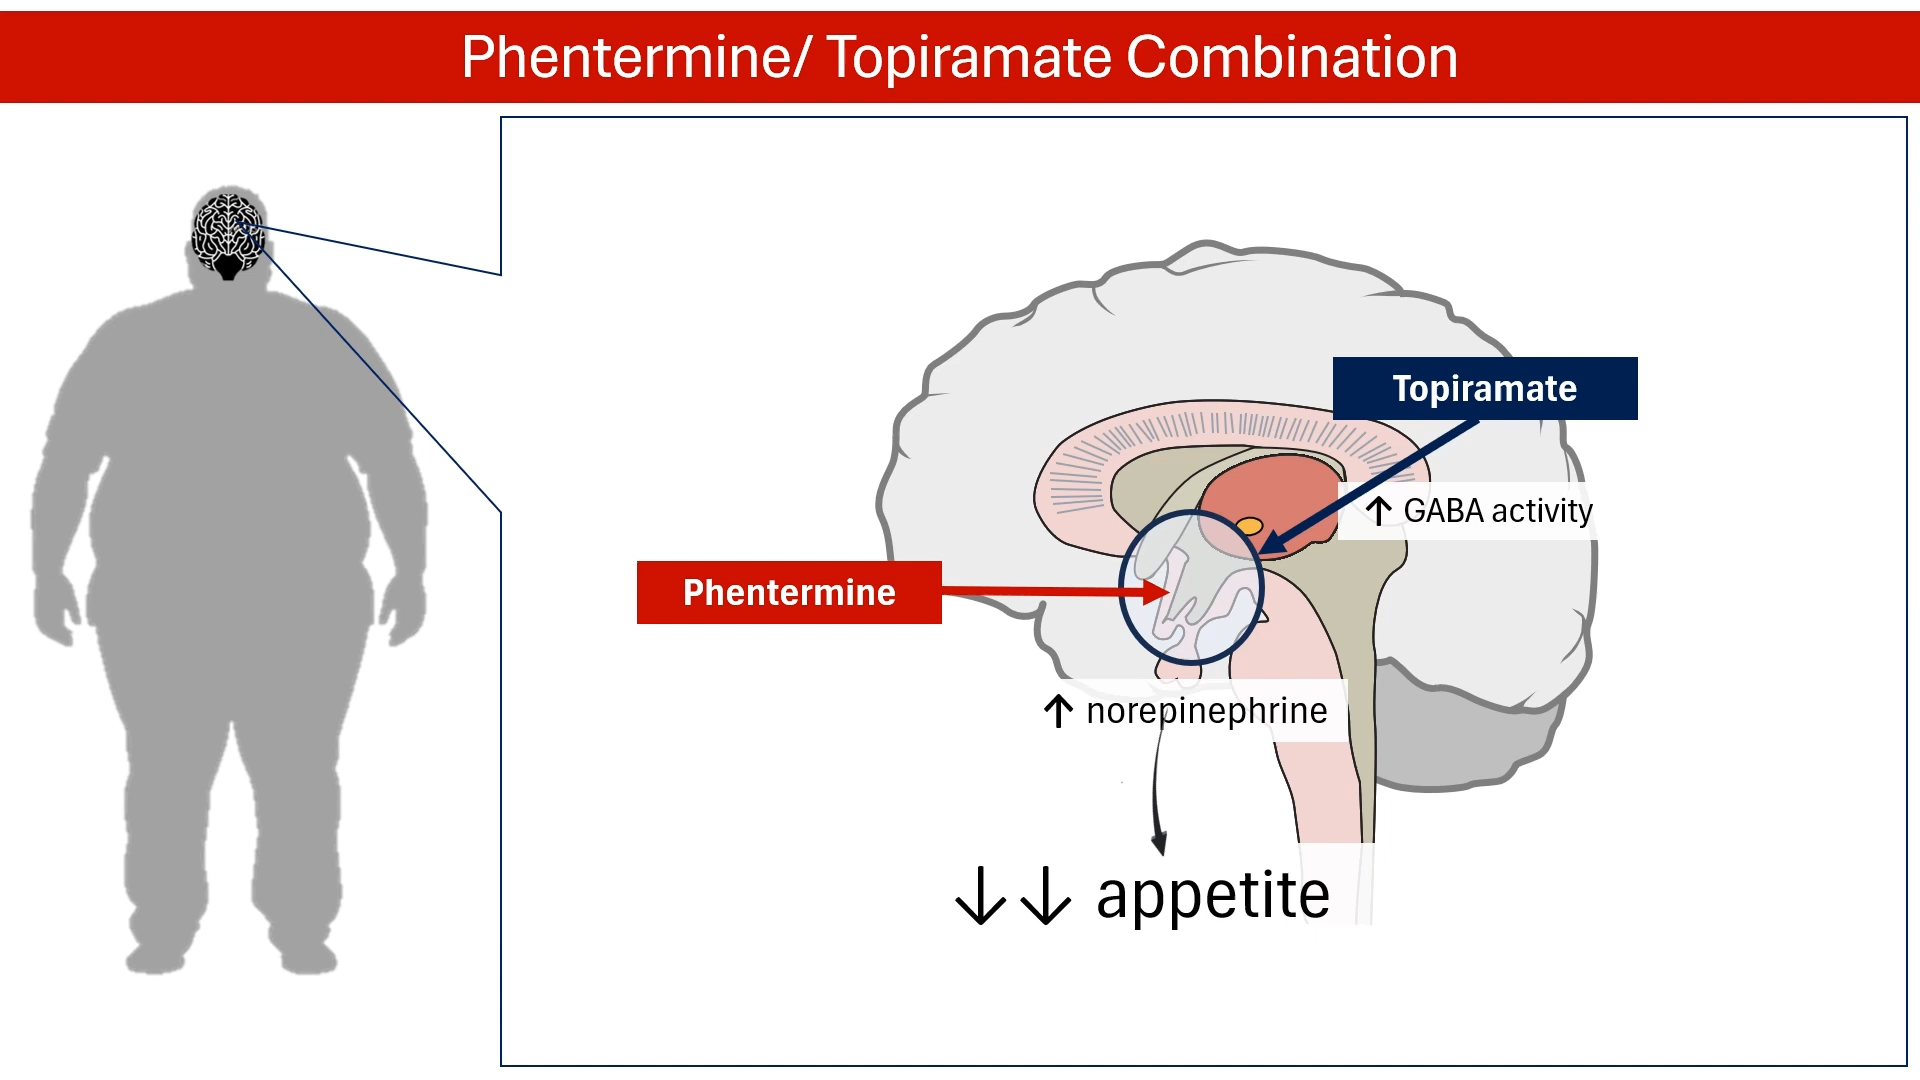 Phentermine/ Topiramate Combination
Topiramate
↑ GABA activity
Phentermine
↑ norepinephrine
↓↓ appetite